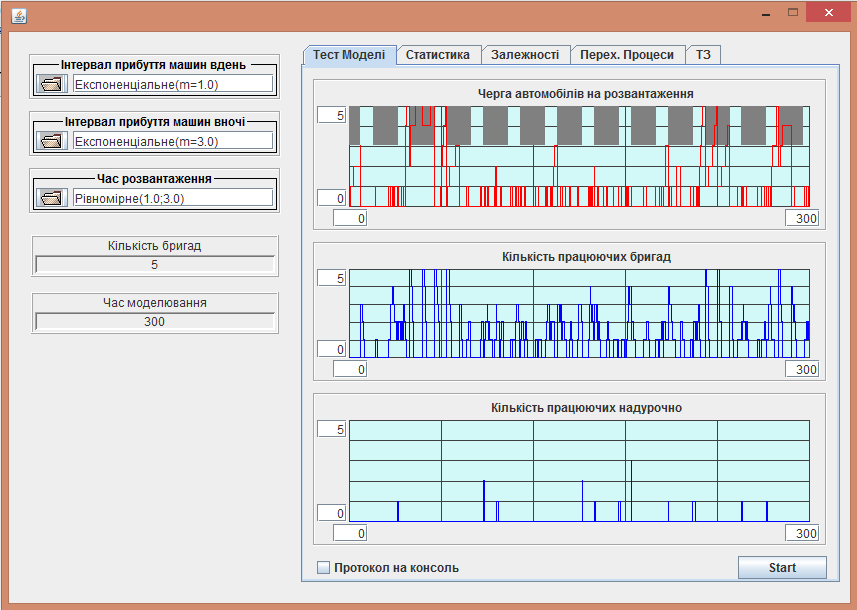 Інтервал прибуття машин вдень
Експоненціальне(m=1.0)
Інтервал прибуття машин вночі
Експоненціальне(m=3.0)
Час розвантаження
Рівномірне(1.0;3.0)
Кількість бригад
5
Час моделювання
300
Тест Моделі
Статистика
Залежності
Перех. Процеси
ТЗ
Черга автомобілів на розвантаження
5
0
0
300
Кількість працюючих бригад
5
0
0
300
Кількість працюючих надурочно
5
0
0
300
Протокол на консоль
Start